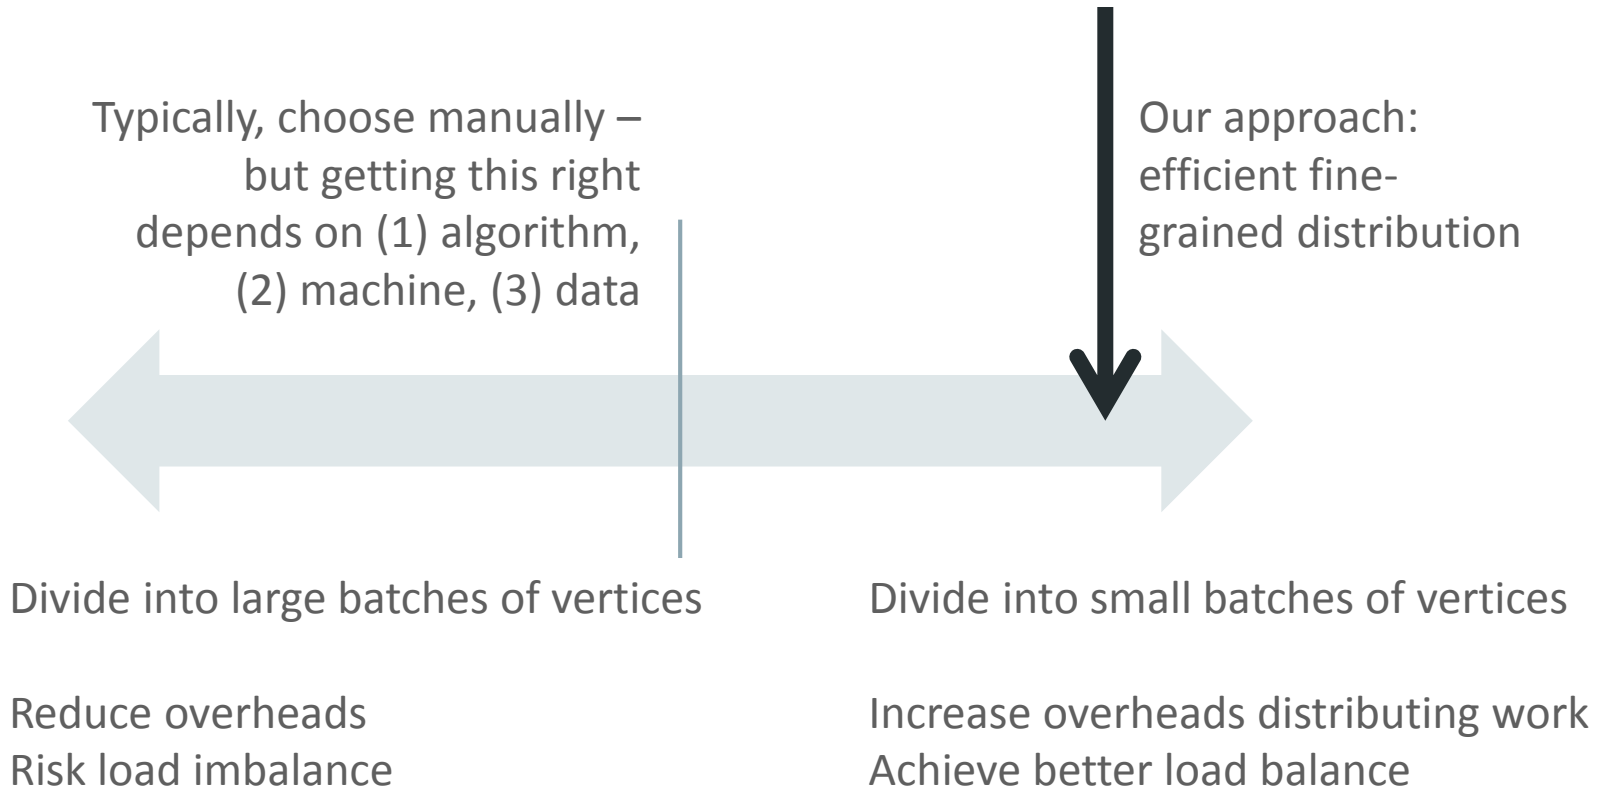 Typically, choose manually –
but getting this right
depends on (1) algorithm,
(2) machine, (3) data
Our approach:
efficient fine-
grained distribution
Divide into large batches of vertices
Reduce overheads
Risk load imbalance
Divide into small batches of vertices
Increase overheads distributing work
Achieve better load balance